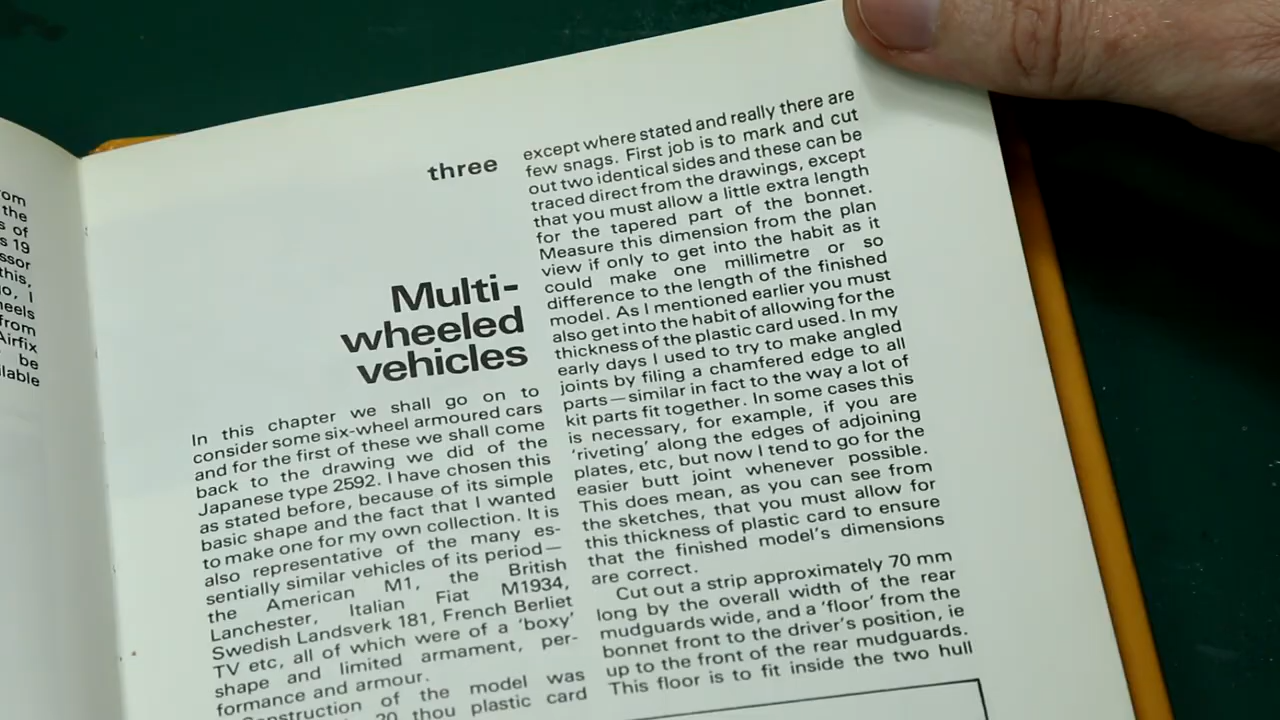 om
the
s of
s 19
ssor
this,
o, I
heels
from
Airfix
be
ilable
three
Multi-
wheeled
vehicles
In this chapter we shall go on to
consider some six-wheel armoured cars
and for the first of these we shall come
back to the drawing we did of the
Japanese type 2592. I have chosen this
as stated before, because of its simple
basic shape and the fact that I wanted
to make one for my own collection. It is
also representative of the many es-
sentially similar vehicles of its period—
the American M1, the British
Lanchester, Italian Fiat M1934,
Swedish Landsverk 181, French Berliet
TV etc, all of which were of a 'boxy'
shape and limited armament, per-
formance and armour.
Construction of the model was
20 thou plastic card
except where stated and really there are
few snags. First job is to mark and cut
out two identical sides and these can be
traced direct from the drawings, except
that you must allow a little extra length
for the tapered part of the bonnet.
Measure this dimension from the plan
view if only to get into the habit as it
could make one millimetre or so
difference to the length of the finished
model. As I mentioned earlier you must
also get into the habit of allowing for the
thickness of the plastic card used. In my
early days I used to try to make angled
joints by filing a chamfered edge to all
parts—similar in fact to the way a lot of
kit parts fit together. In some cases this
is necessary, for example, if you are
'riveting' along the edges of adjoining
plates, etc, but now I tend to go for the
easier butt joint whenever possible.
This does mean, as you can see from
the sketches, that you must allow for
this thickness of plastic card to ensure
that the finished model's dimensions
are correct.
Cut out a strip approximately 70 mm
long by the overall width of the rear
mudguards wide, and a 'floor' from the
bonnet front to the driver's position, ie
up to the front of the rear mudguards.
This floor is to fit inside the two hull